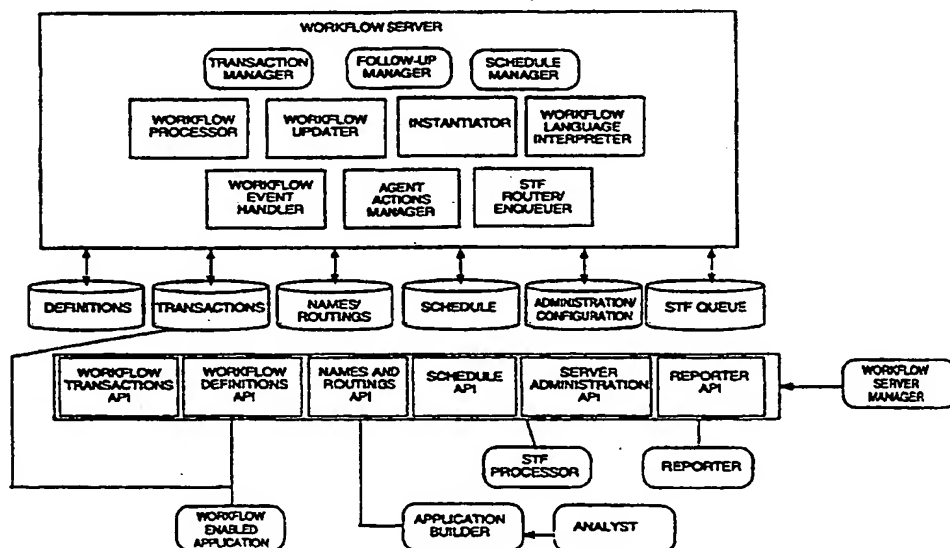 WORKFLOW SERVER
TRANSACTION
MANAGER
FOLLOW-UP
MANAGER
SCHEDULE
MANAGER
WORKFLOW
PROCESSOR
WORKFLOW
UPDATER
INSTANTIATOR
WORKFLOW
LANGUAGE
INTERPRETER
WORKFLOW
EVENT
HANDLER
AGENT
ACTIONS
MANAGER
STF
ROUTER/
ENQUEUER
DEFINITIONS
TRANSACTIONS
NAMES/
ROUTINGS
SCHEDULE
ADMINISTRATION/
CONFIGURATION
STF QUEUE
WORKFLOW
TRANSACTIONS
API
WORKFLOW
DEFINITIONS
API
NAMES AND
ROUTINGS
API
SCHEDULE
API
SERVER
ADMINISTRATION
API
REPORTER
API
WORKFLOW
SERVER
MANAGER
STF
PROCESSOR
REPORTER
WORKFLOW
ENABLED
APPLICATION
APPLICATION
BUILDER
ANALYST